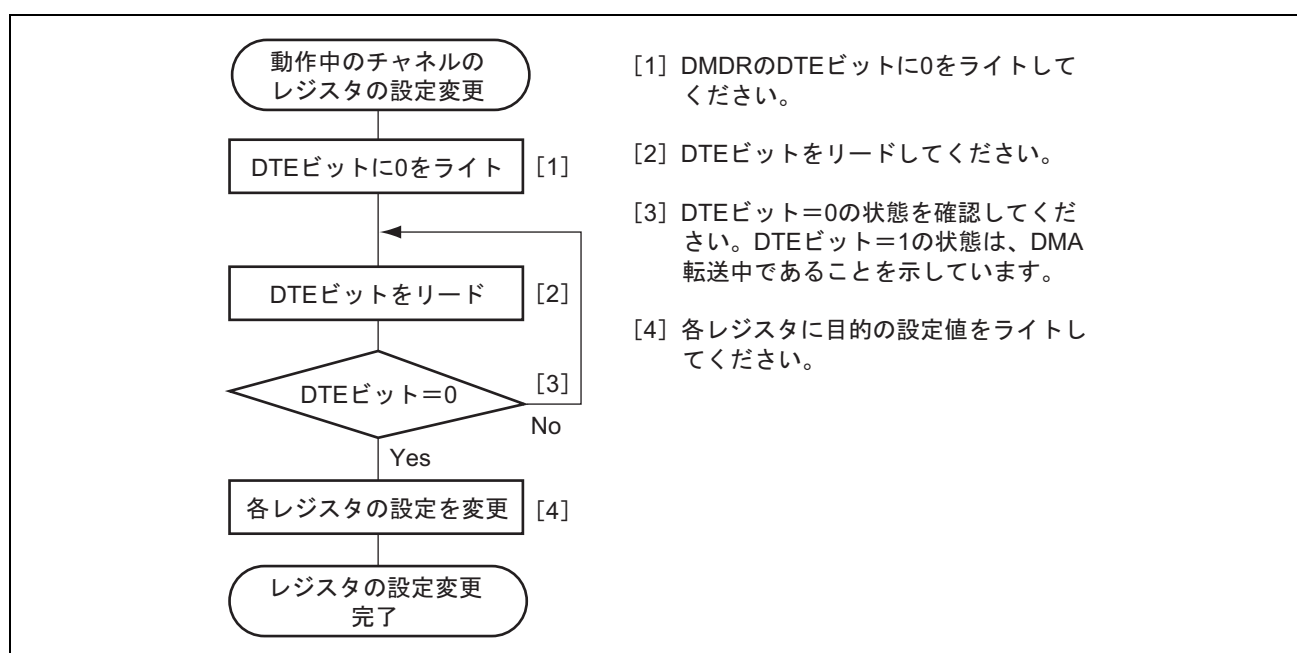 動作中のチャネルの
レジスタの設定変更
DTEビットに0をライト [1]
DTEビットをリード [2]
DTEビット＝0 [3]
No
Yes
各レジスタの設定を変更 [4]
レジスタの設定変更
完了
[1] DMDRのDTEビットに0をライトして
ください。
[2] DTEビットをリードしてください。
[3] DTEビット＝0の状態を確認してくだ
さい。DTEビット＝1の状態は、DMA
転送中であることを示しています。
[4] 各レジスタに目的の設定値をライトし
てください。